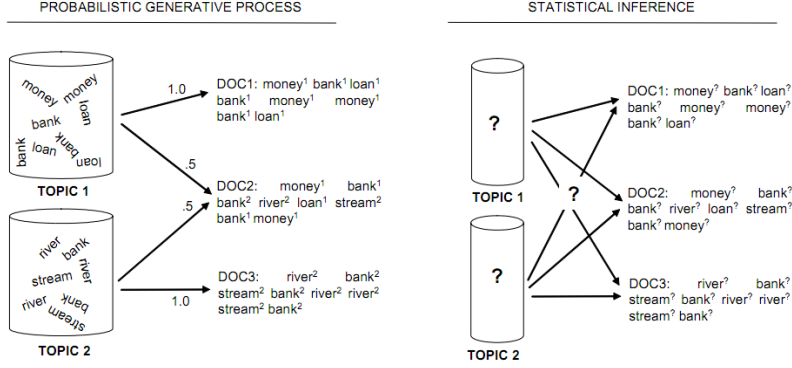 PROBABILISTIC GENERATIVE PROCESS
money
money
loan
bank
bank
loan
bank
loan
TOPIC 1
1.0
.5
DOC1: money¹ bank¹ loan¹
bank¹ money¹ money¹
bank¹ loan¹
DOC2: money¹ bank¹
bank² river² loan¹ stream²
bank¹ money¹
river
bank
stream
river
river
bank
stream
TOPIC 2
.5
1.0
DOC3: river² bank²
stream² bank² river² river²
stream² bank²
STATISTICAL INFERENCE
?
TOPIC 1
?
?
TOPIC 2
DOC1: money? bank? loan?
bank? money? money?
bank? loan?
DOC2: money? bank?
bank? river? loan? stream?
bank? money?
DOC3: river? bank?
stream? bank? river? river?
stream? bank?